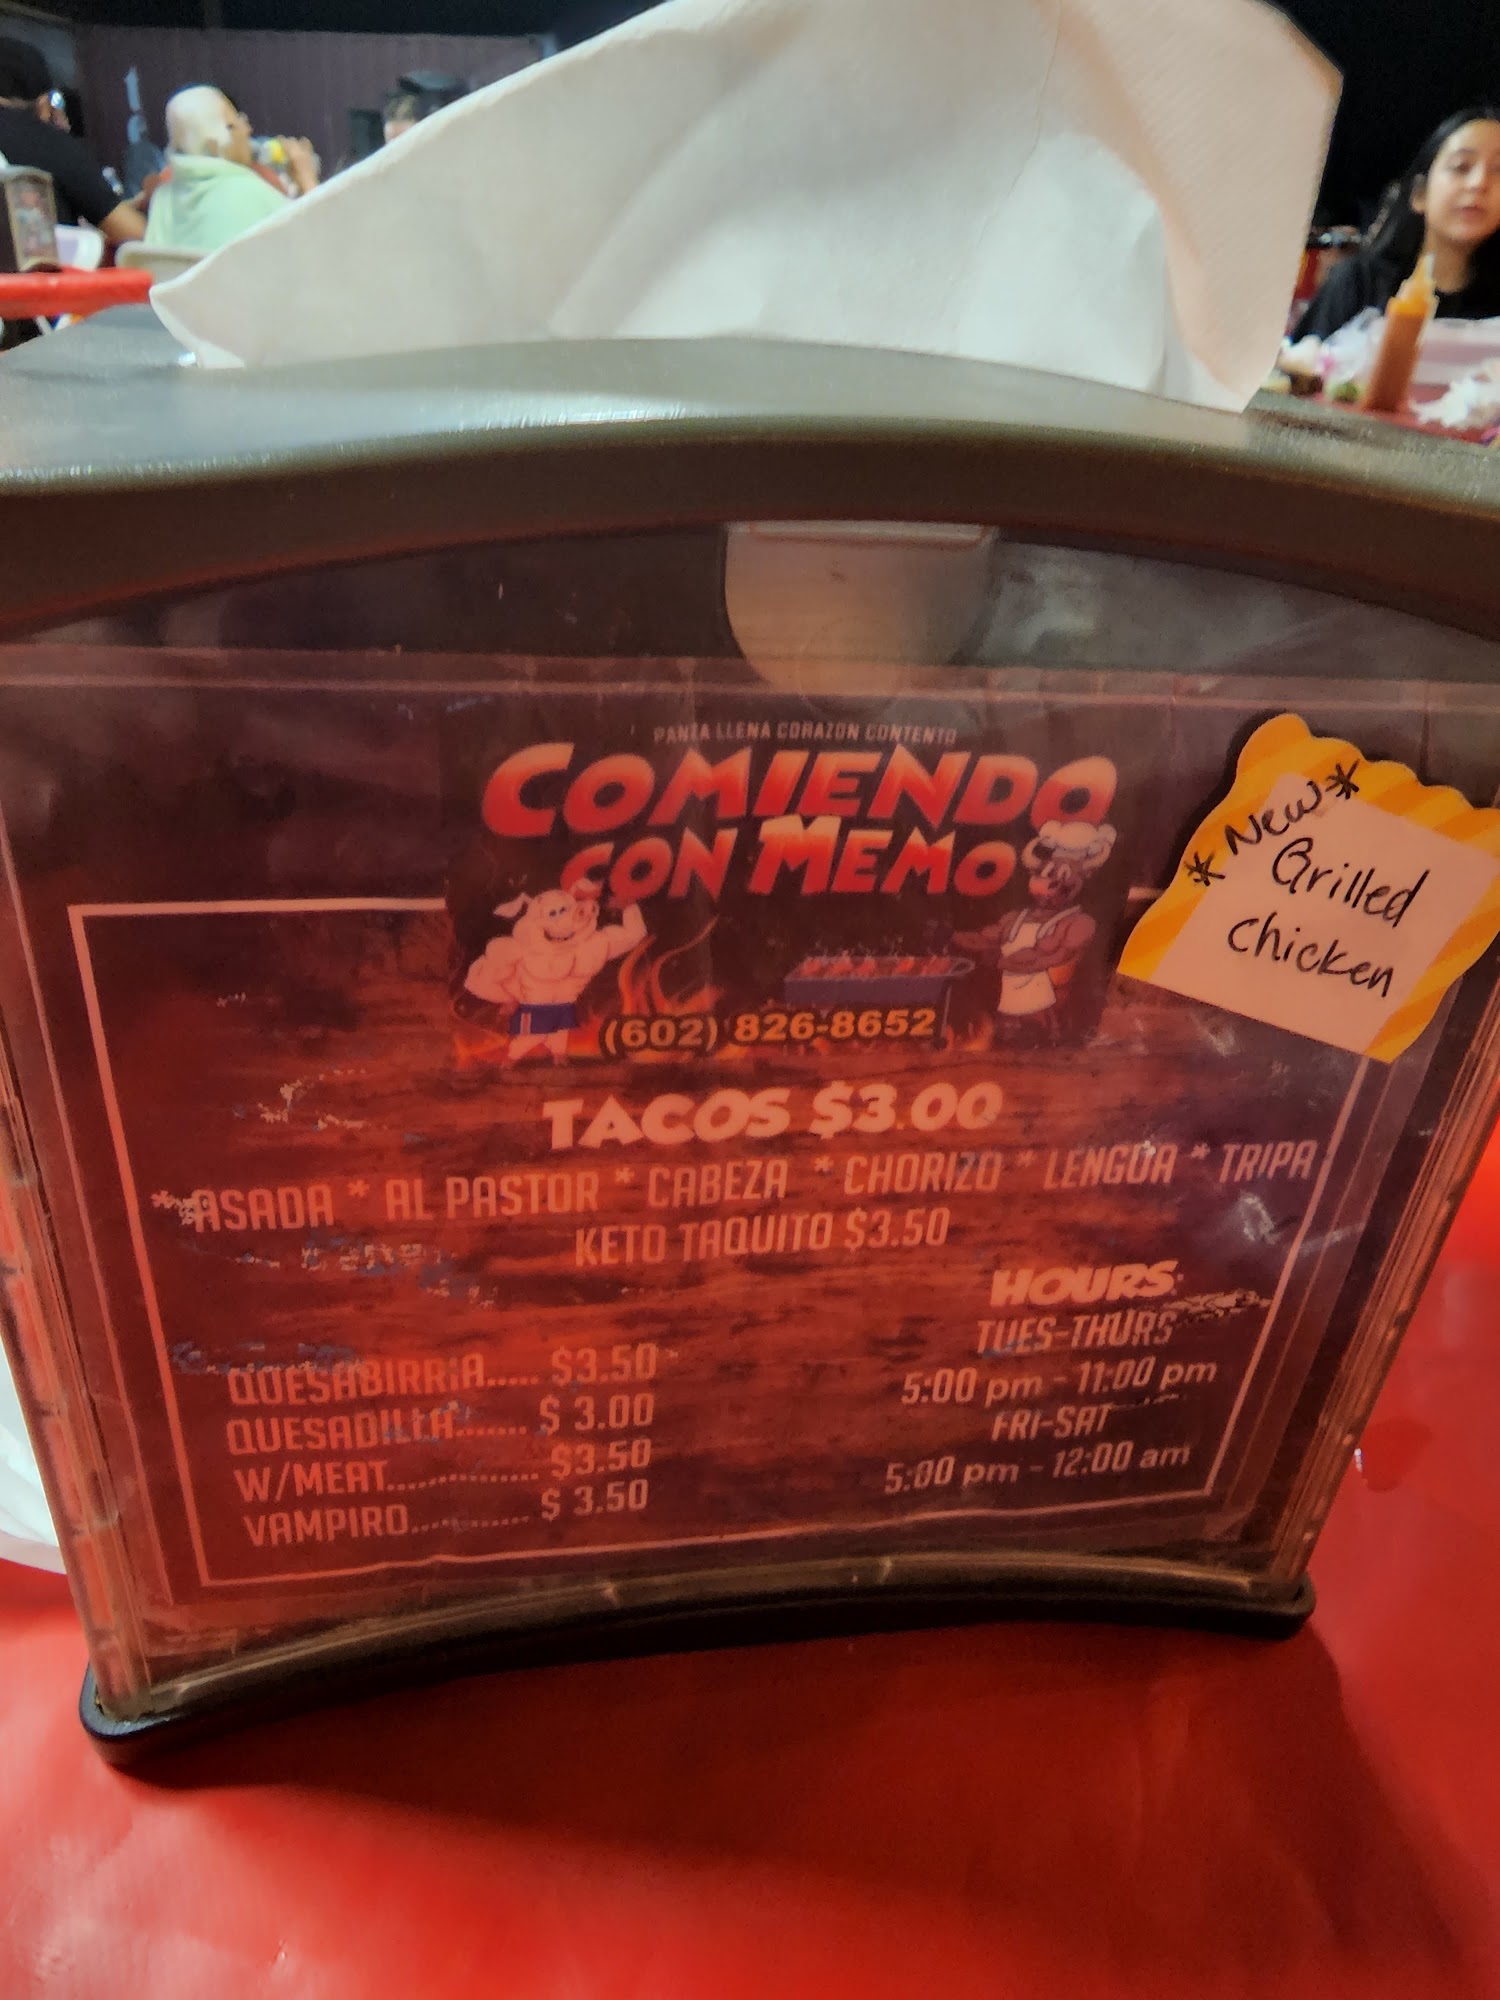 PANZA LLENA CORAZON CONTENTO
COMIENDO
CON MEMO
*New*
Grilled
chicken
(602) 826-8652
TACOS $3.00
* ASADA * AL PASTOR * CABEZA * CHORIZO * LENGUA * TRIPA
KETO TAQUITO $3.50
QUESABIRRIA..... $3.50
QUESADILLA....... $ 3.00
W/MEAT............... $3.50
VAMPIRO............ $ 3.50
HOURS:
TUES-THURS
5:00 pm - 11:00 pm
FRI-SAT
5:00 pm - 12:00 am